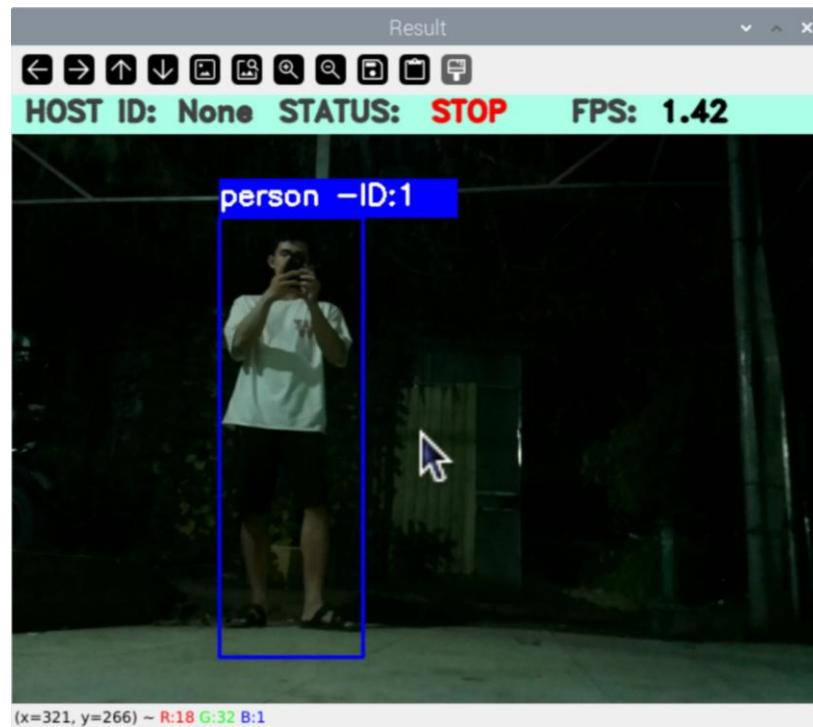 Result
HOST ID: None STATUS: STOP FPS: 1.42
person -ID:1
(x=321, y=266) ~ R:18 G:32 B:1